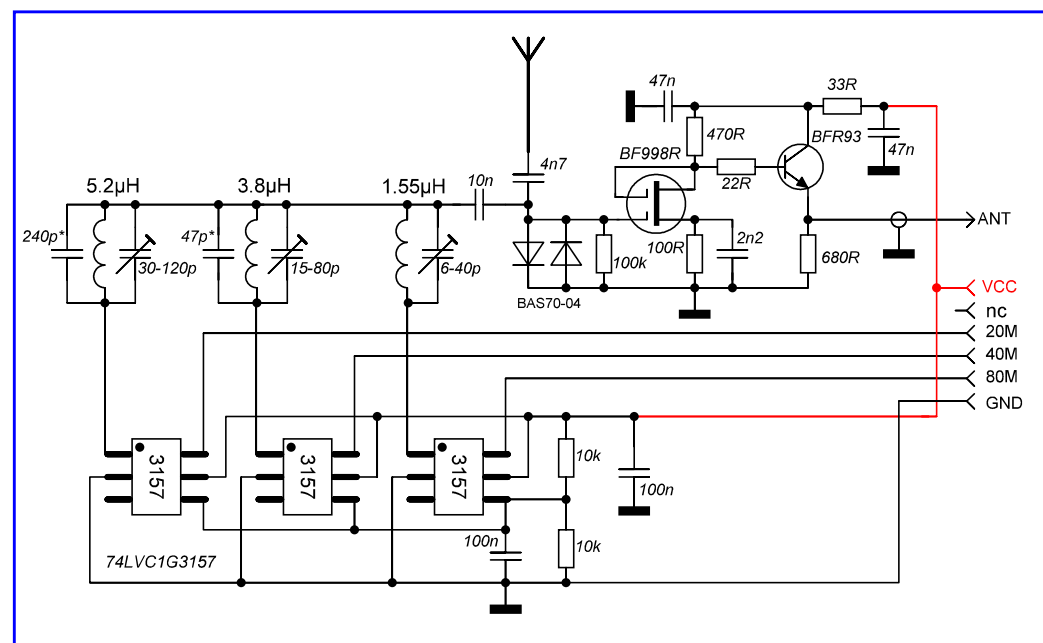 47n
33R
BFR93
47n
470R
BF998R
22R
4n7
10n
5.2µH
3.8µH
1.55µH
240p*
30-120p
47p*
15-80p
6-40p
100k
100R
2n2
680R
ANT
BAS70-04
VCC
nc
20M
40M
80M
GND
3157
3157
3157
10k
100n
100n
10k
74LVC1G3157